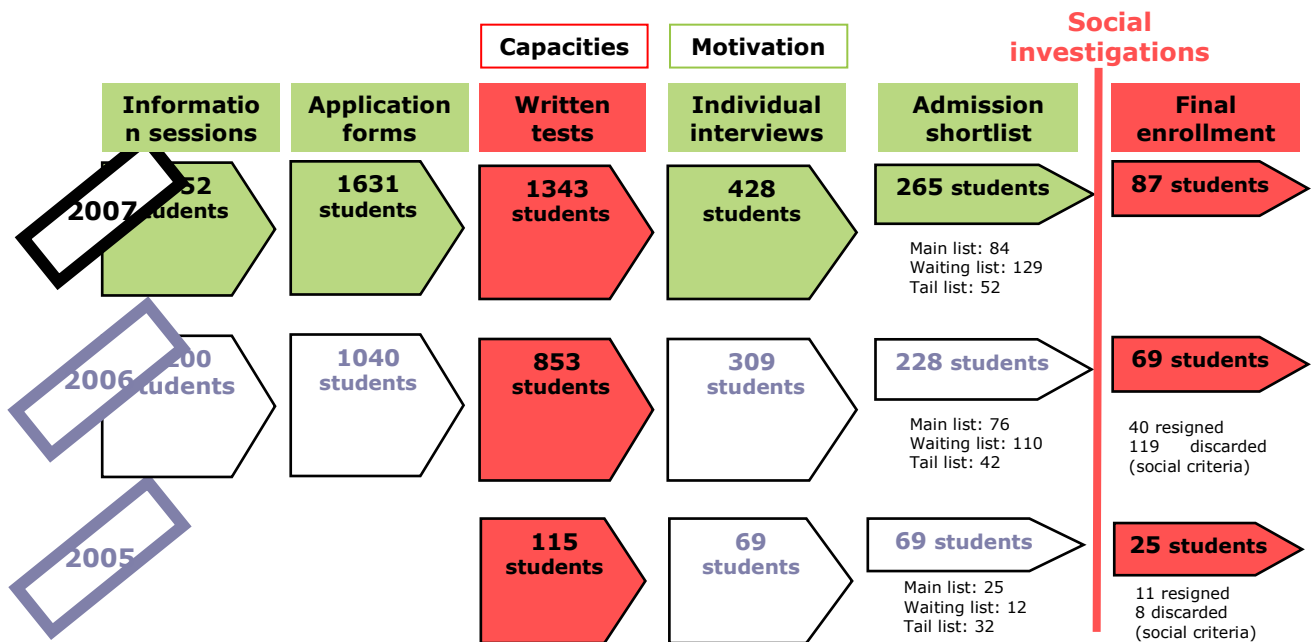 Social
investigations
Capacities
Motivation
Informatio
n sessions
Application
forms
Written
tests
Individual
interviews
Admission
shortlist
Final
enrollment
2007
52
tudents
1631
students
1343
students
428
students
265 students
87 students
Main list: 84
Waiting list: 129
Tail list: 52
2006
00
tudents
1040
students
853
students
309
students
228 students
69 students
Main list: 76
Waiting list: 110
Tail list: 42
40 resigned
119 discarded
(social criteria)
2005
115
students
69
students
69 students
25 students
Main list: 25
Waiting list: 12
Tail list: 32
11 resigned
8 discarded
(social criteria)